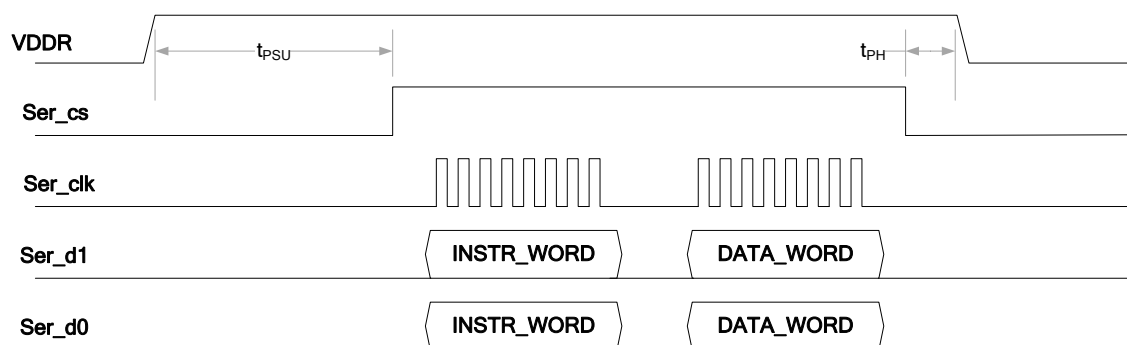 VDDR
tPSU
tPH
Ser_cs
Ser_clk
Ser_d1
INSTR_WORD
DATA_WORD
Ser_d0
INSTR_WORD
DATA_WORD